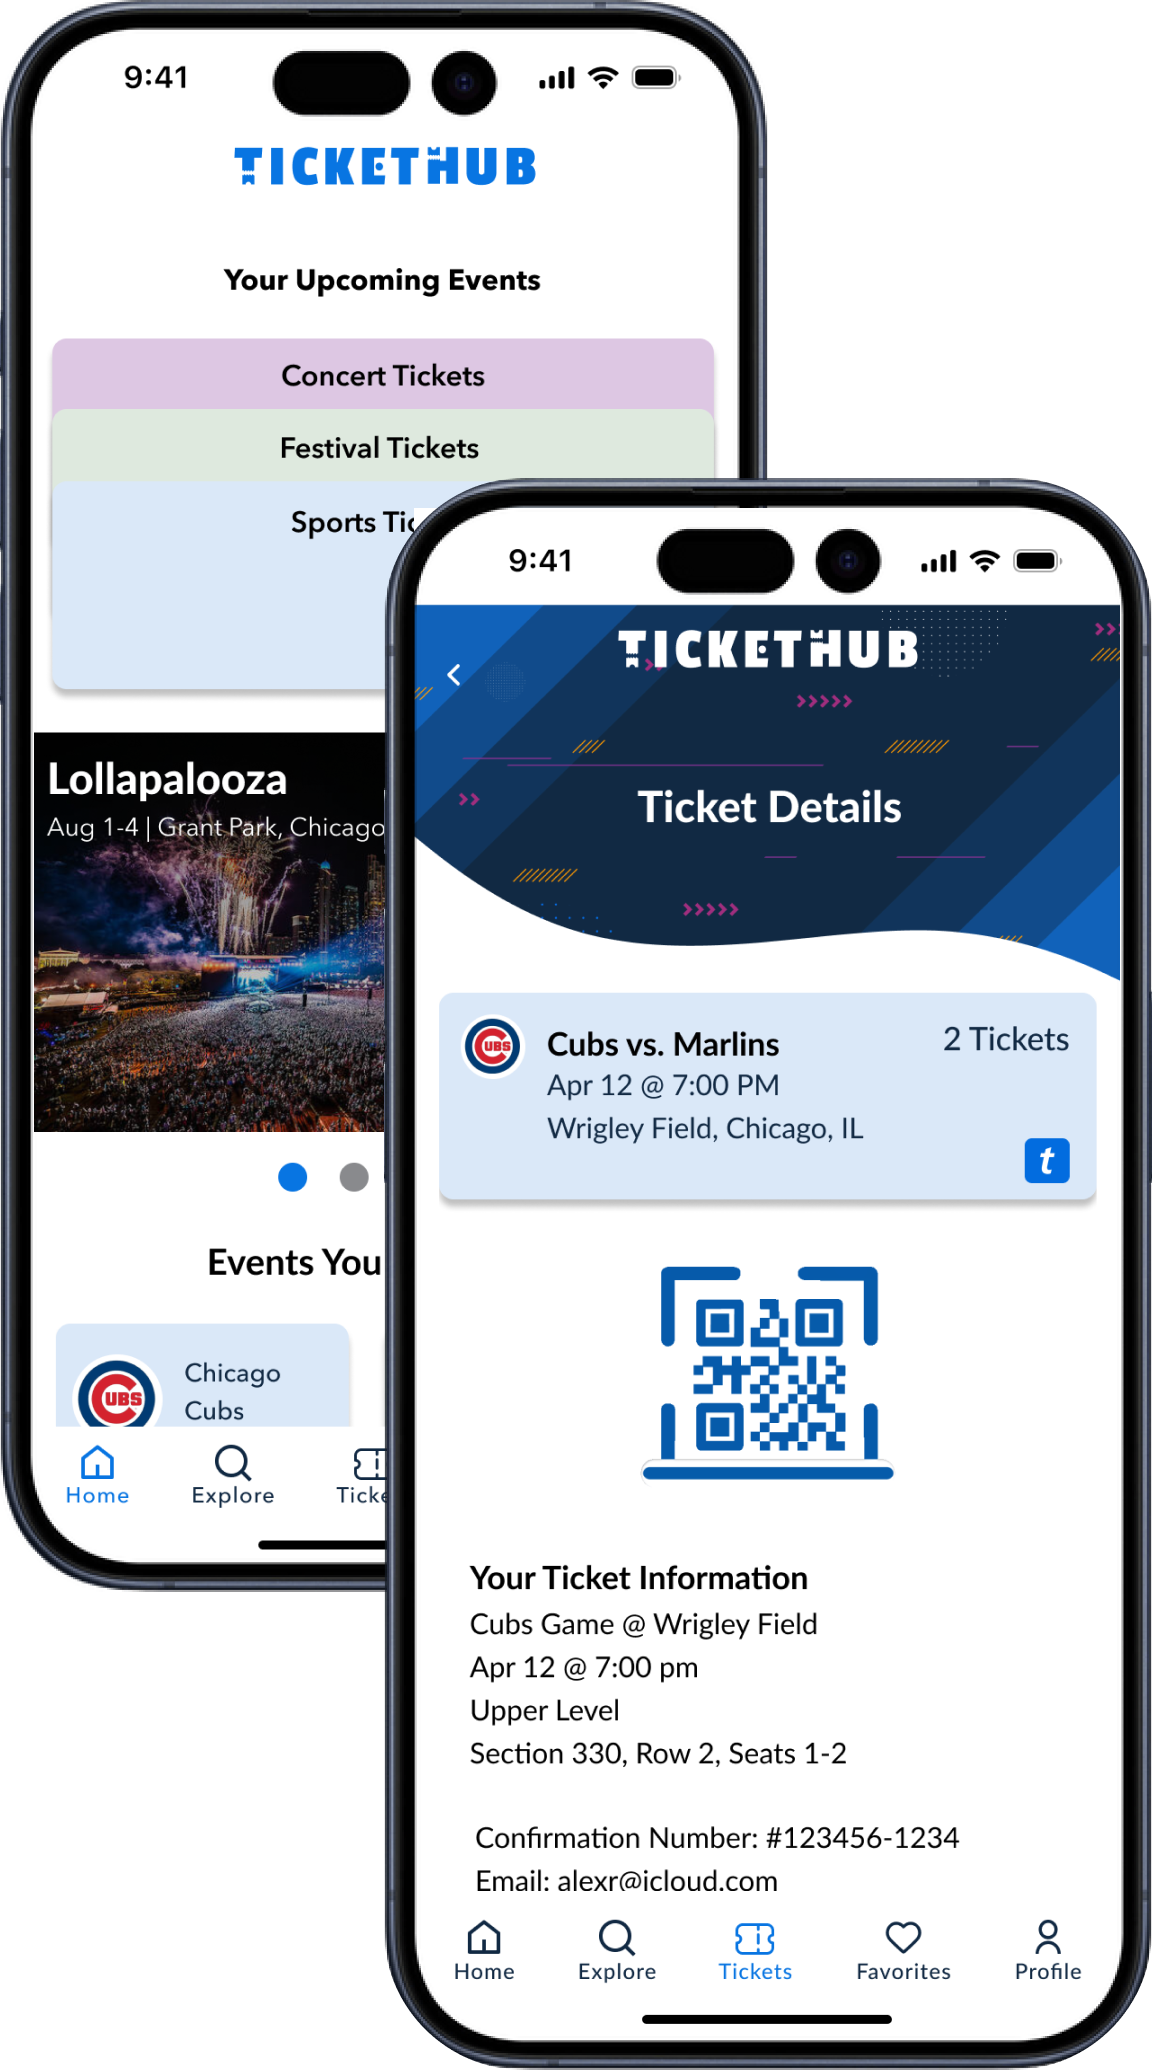 9:41
TICKETHUB
Your Upcoming Events
Concert Tickets
Festival Tickets
Sports Tic
Lollapalooza
Aug 1-4 | Grant Park, Chicago
Events You
CUBS
Chicago
Cubs
Home
Explore
Ticke
9:41
TICKETHUB
Ticket Details
CUBS
Cubs vs. Marlins
2 Tickets
Apr 12 @ 7:00 PM
Wrigley Field, Chicago, IL
t
Your Ticket Information
Cubs Game @ Wrigley Field
Apr 12 @ 7:00 pm
Upper Level
Section 330, Row 2, Seats 1-2
Confirmation Number: #123456-1234
Email: alexr@icloud.com
Home
Explore
Tickets
Favorites
Profile